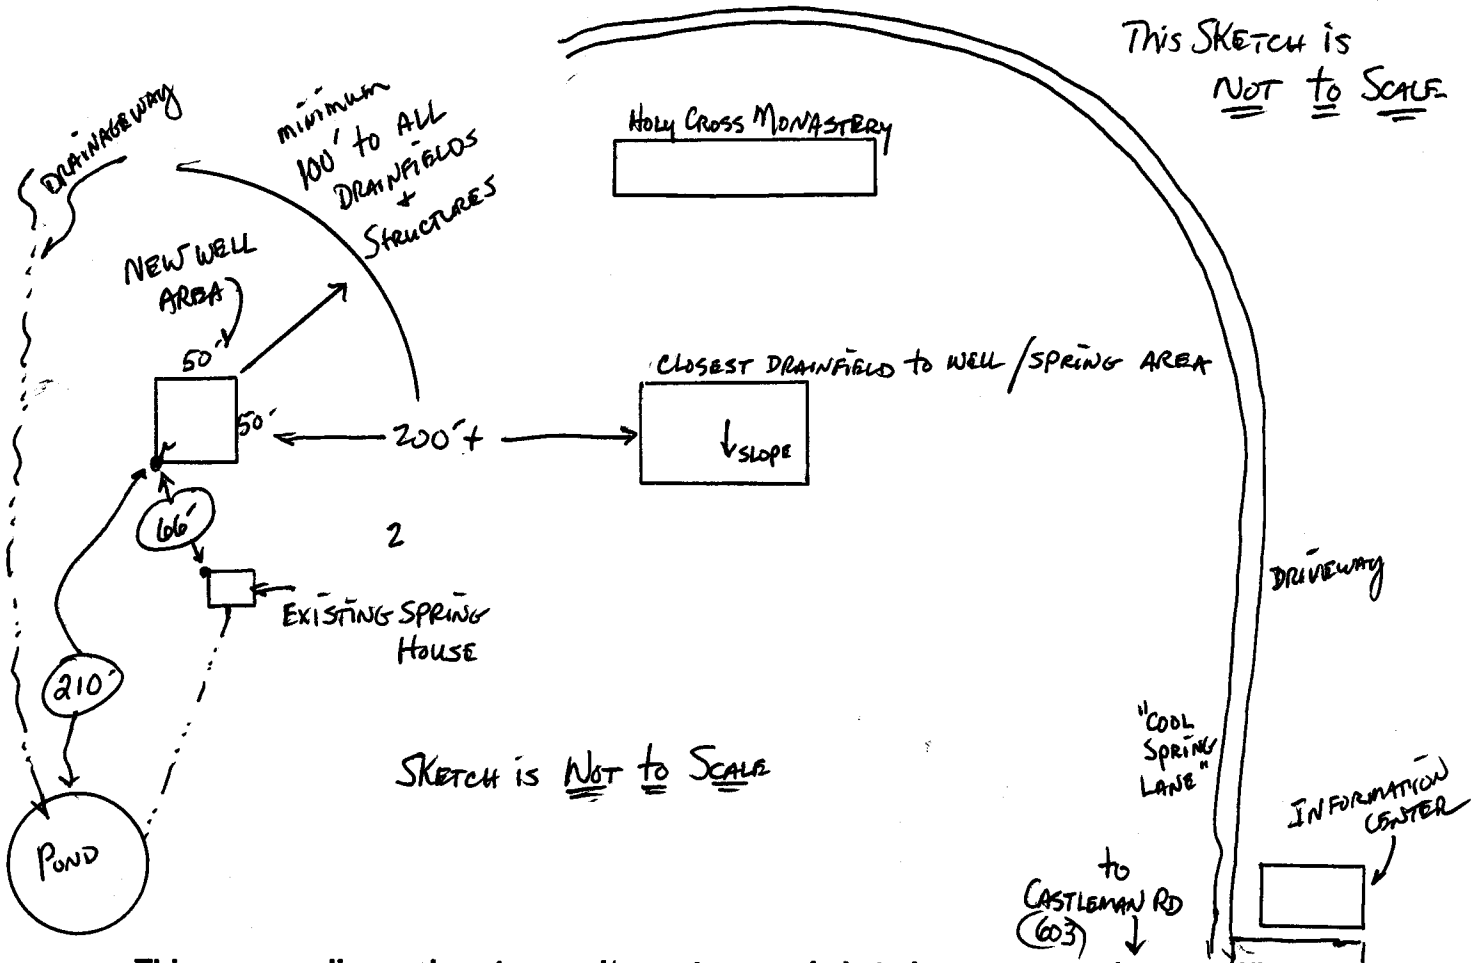 This SKETCH is
NOT to SCALE
DRAINAGEWAY
minimum
100' to ALL
DRAINFIELDS
+
STRUCTURES
HOLY CROSS MONASTERY
NEW WELL
AREA
50'
50'
200'+
CLOSEST DRAINFIELD to WELL / SPRING AREA
↓ SLOPE
66'
2
EXISTING SPRING
HOUSE
DRIVEWAY
210'
"COOL
SPRING
LANE"
SKETCH is NOT to SCALE
INFORMATION
CENTER
POND
to
CASTLEMAN RD
(603)